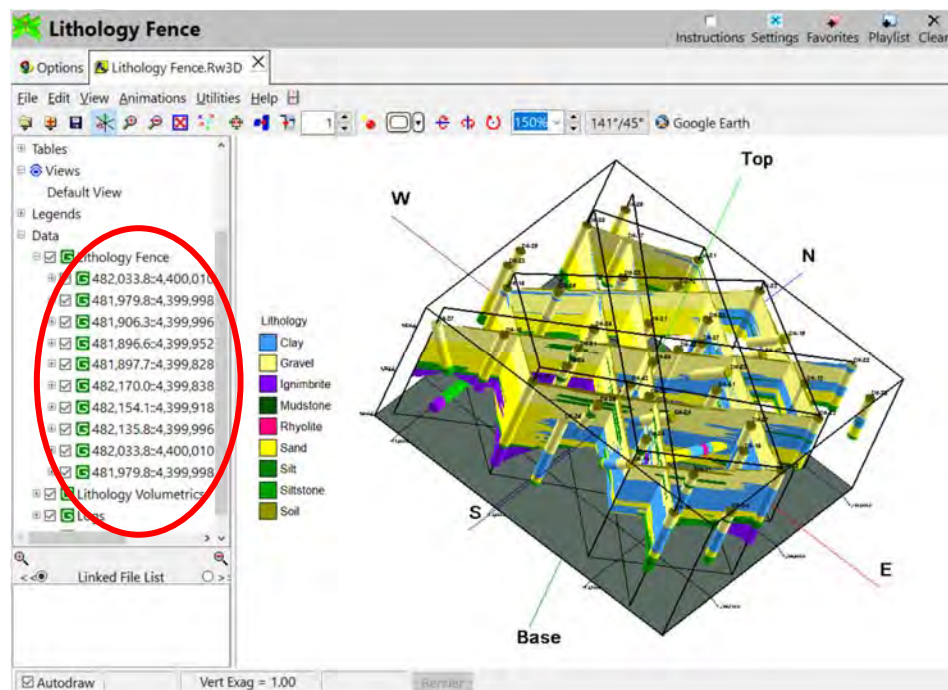 Lithology Fence
Instructions Settings Favorites Playlist Clear
Options Lithology Fence.Rw3D
File Edit View Animations Utilities Help
1 150% 141°/45° Google Earth
Tables
Views
Default View
Legends
Data
Lithology Fence
482,033.8::4,400,010
481,979.8::4,399,998
481,906.3::4,399,996
481,896.6::4,399,952
481,897.7::4,399,828
482,170.0::4,399,838
482,154.1::4,399,918
482,135.8::4,399,996
482,033.8::4,400,010
481,979.8::4,399,998
Lithology Volumetrics
Logs
<< Linked File List >>
Lithology
Clay
Gravel
Ignimbrite
Mudstone
Rhyolite
Sand
Silt
Siltstone
Soil
Top
W
N
S
E
Base
Autodraw Vert Exag = 1.00 Render